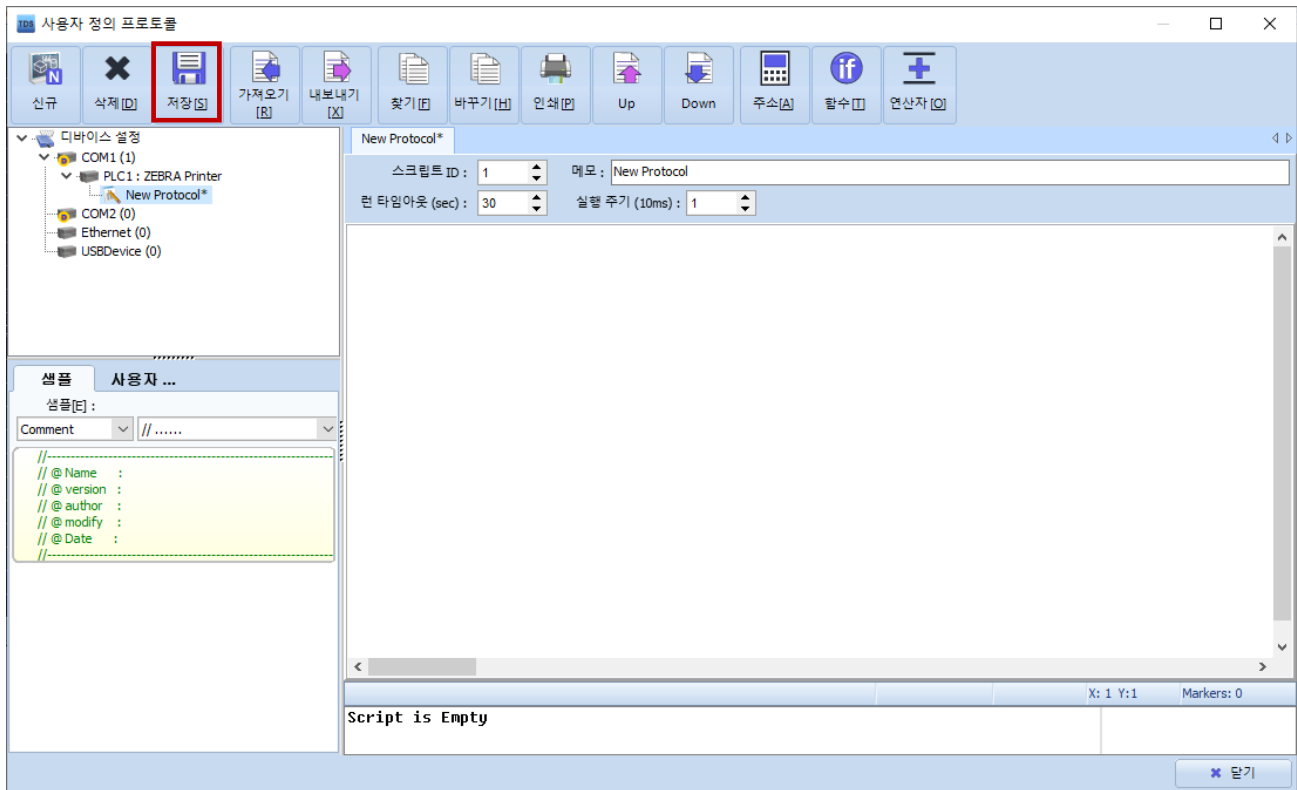 TDS 사용자 정의 프로토콜
신규
삭제[D]
저장[S]
가져오기
[R]
내보내기
[X]
찾기[F]
바꾸기[H]
인쇄[P]
Up
Down
주소[A]
if
함수[T]
연산자[O]
디바이스 설정
COM1 (1)
PLC1 : ZEBRA Printer
New Protocol*
COM2 (0)
Ethernet (0)
USBDevice (0)
샘플 사용자 ...
샘플[E] :
Comment // ......
//--------------------------------------------------------------
// @ Name :
// @ version :
// @ author :
// @ modify :
// @ Date :
//--------------------------------------------------------------
New Protocol*
스크립트 ID : 1 메모 : New Protocol
런 타임아웃 (sec) : 30 실행 주기 (10ms) : 1
X: 1 Y:1 Markers: 0
Script is Empty
닫기